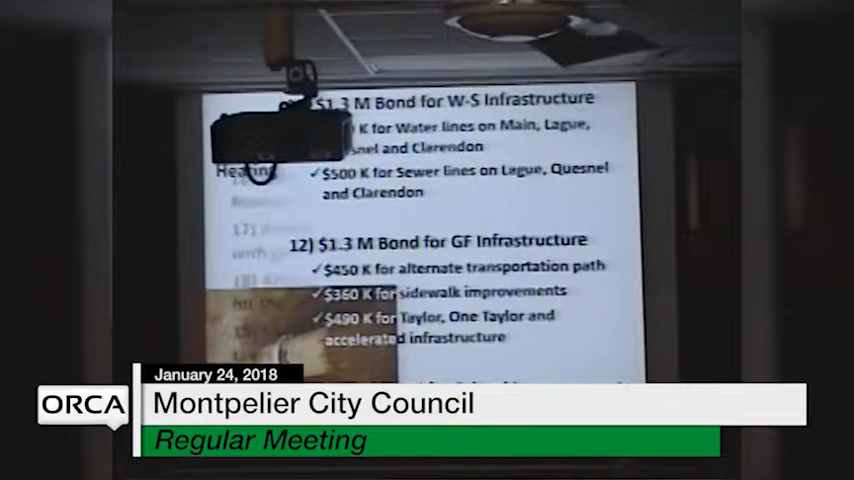 $1.3 M Bond for W-S Infrastructure
K for Water lines on Main, Lague,
and Clarendon
Hearing
✓$500 K for Sewer lines on Lague, Quesnel
and Clarendon
17)
12) $1.3 M Bond for GF Infrastructure
✓$450 K for alternate transportation path
✓$360 K for sidewalk improvements
✓$490 K for Taylor, One Taylor and
accelerated infrastructure
January 24, 2018
ORCA
Montpelier City Council
Regular Meeting